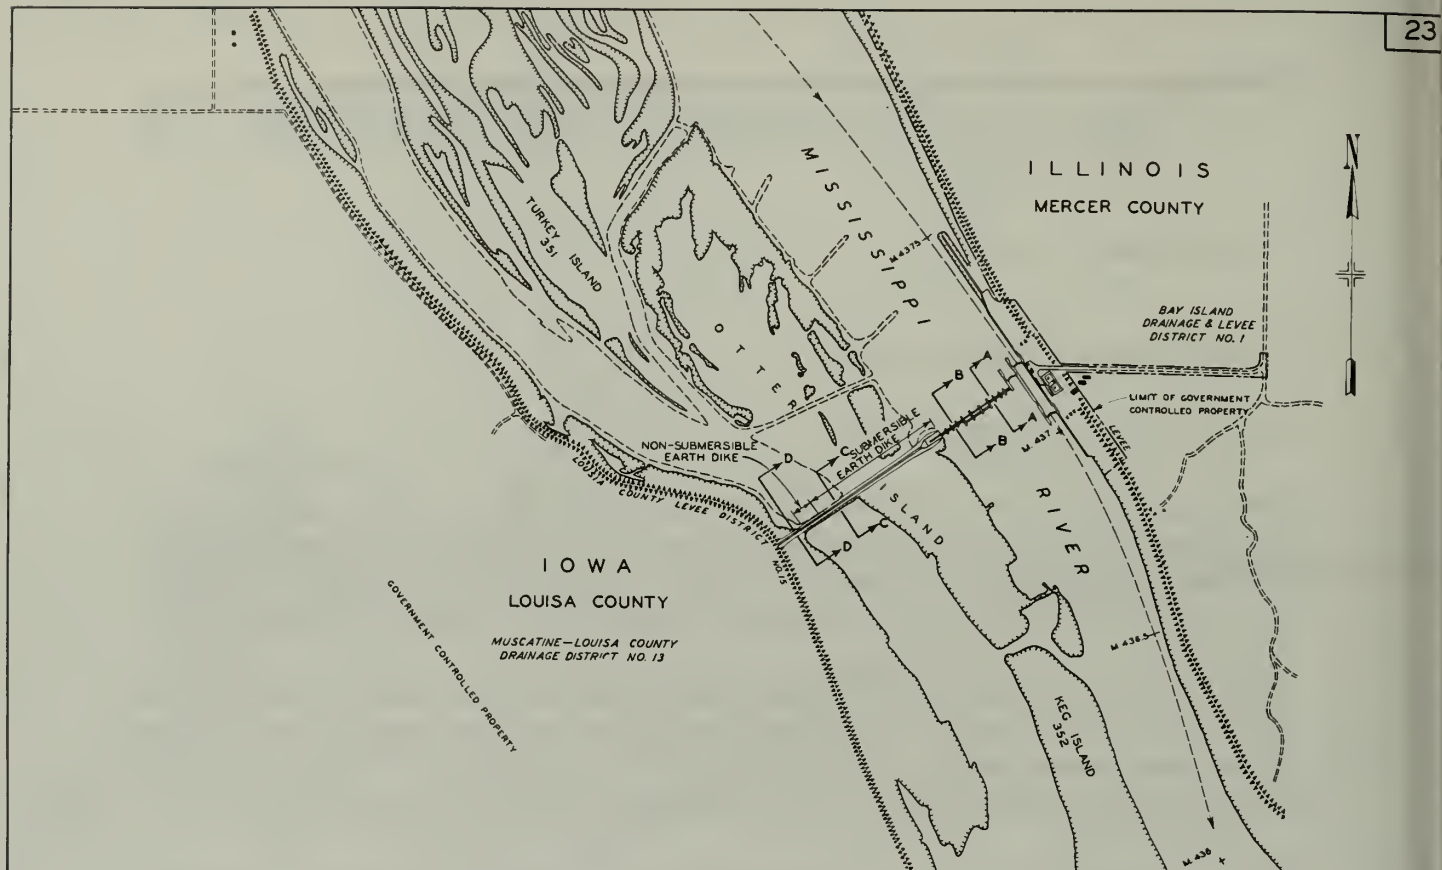 23
N
ILLINOIS
MERCER COUNTY
MISSISSIPPI
M 437.5
TURKEY ISLAND
351
OTTER
BAY ISLAND
DRAINAGE & LEVEE
DISTRICT NO. 1
LIMIT OF GOVERNMENT
CONTROLLED PROPERTY
LEVEE
A
B
A
B
M. 437
C
SUBMERSIBLE
EARTH DIKE
NON-SUBMERSIBLE
EARTH DIKE
D
C
D
ISLAND
RIVER
LOUISA COUNTY LEVEE DISTRICT
NO. 15
IOWA
LOUISA COUNTY
MUSCATINE-LOUISA COUNTY
DRAINAGE DISTRICT NO. 13
GOVERNMENT CONTROLLED PROPERTY
M 436.5
KEG ISLAND
352
M. 436